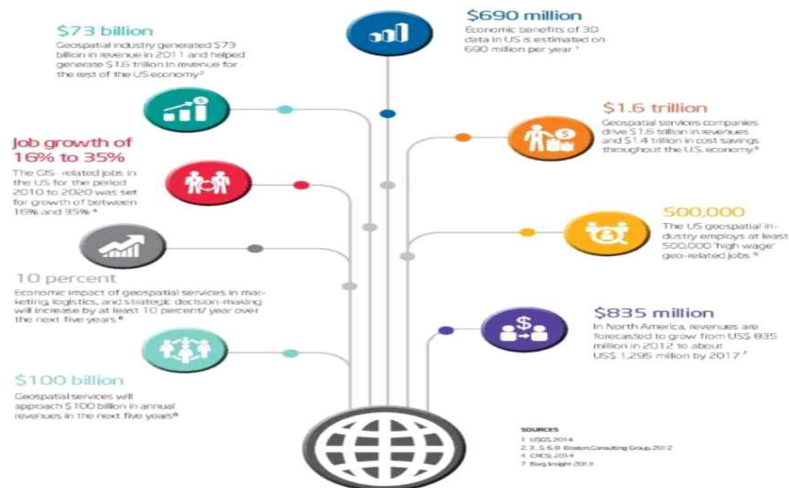 $73 billion
Geospatial industry generated $73
billion in revenue in 2011 and helped
generate $1.6 trillion in revenue for
the rest of the US economy²
Job growth of
16% to 35%
The GIS- related jobs in
the US for the period
2010 to 2020 was set
for growth of between
16% and 35% ⁴
10 percent
Economic impact of geospatial services in mar-
keting, logistics, and strategic decision-making
will increase by at least 10 percent/ year over
the next five years ⁶
$100 billion
Geospatial services will
approach $100 billion in annual
revenues in the next five years⁸
$690 million
Economic benefits of 3D
data in US is estimated on
690 million per year ¹
$1.6 trillion
Geospatial services companies
drive $1.6 trillion in revenues
and $1.4 trillion in cost savings
throughout the U.S. economy.³
500,000
The US geospatial in-
dustry employs at least
500,000 'high wage'
geo-related jobs ⁵
$835 million
In North America, revenues are
forecasted to grow from US$ 835
million in 2012 to about
US$ 1,295 million by 2017 ⁷
SOURCES
1 USGS, 2014
2, 3, 5, 6, 8 Boston Consulting Group, 2012
4 CRCSI, 2014
7 Berg Insight 2013